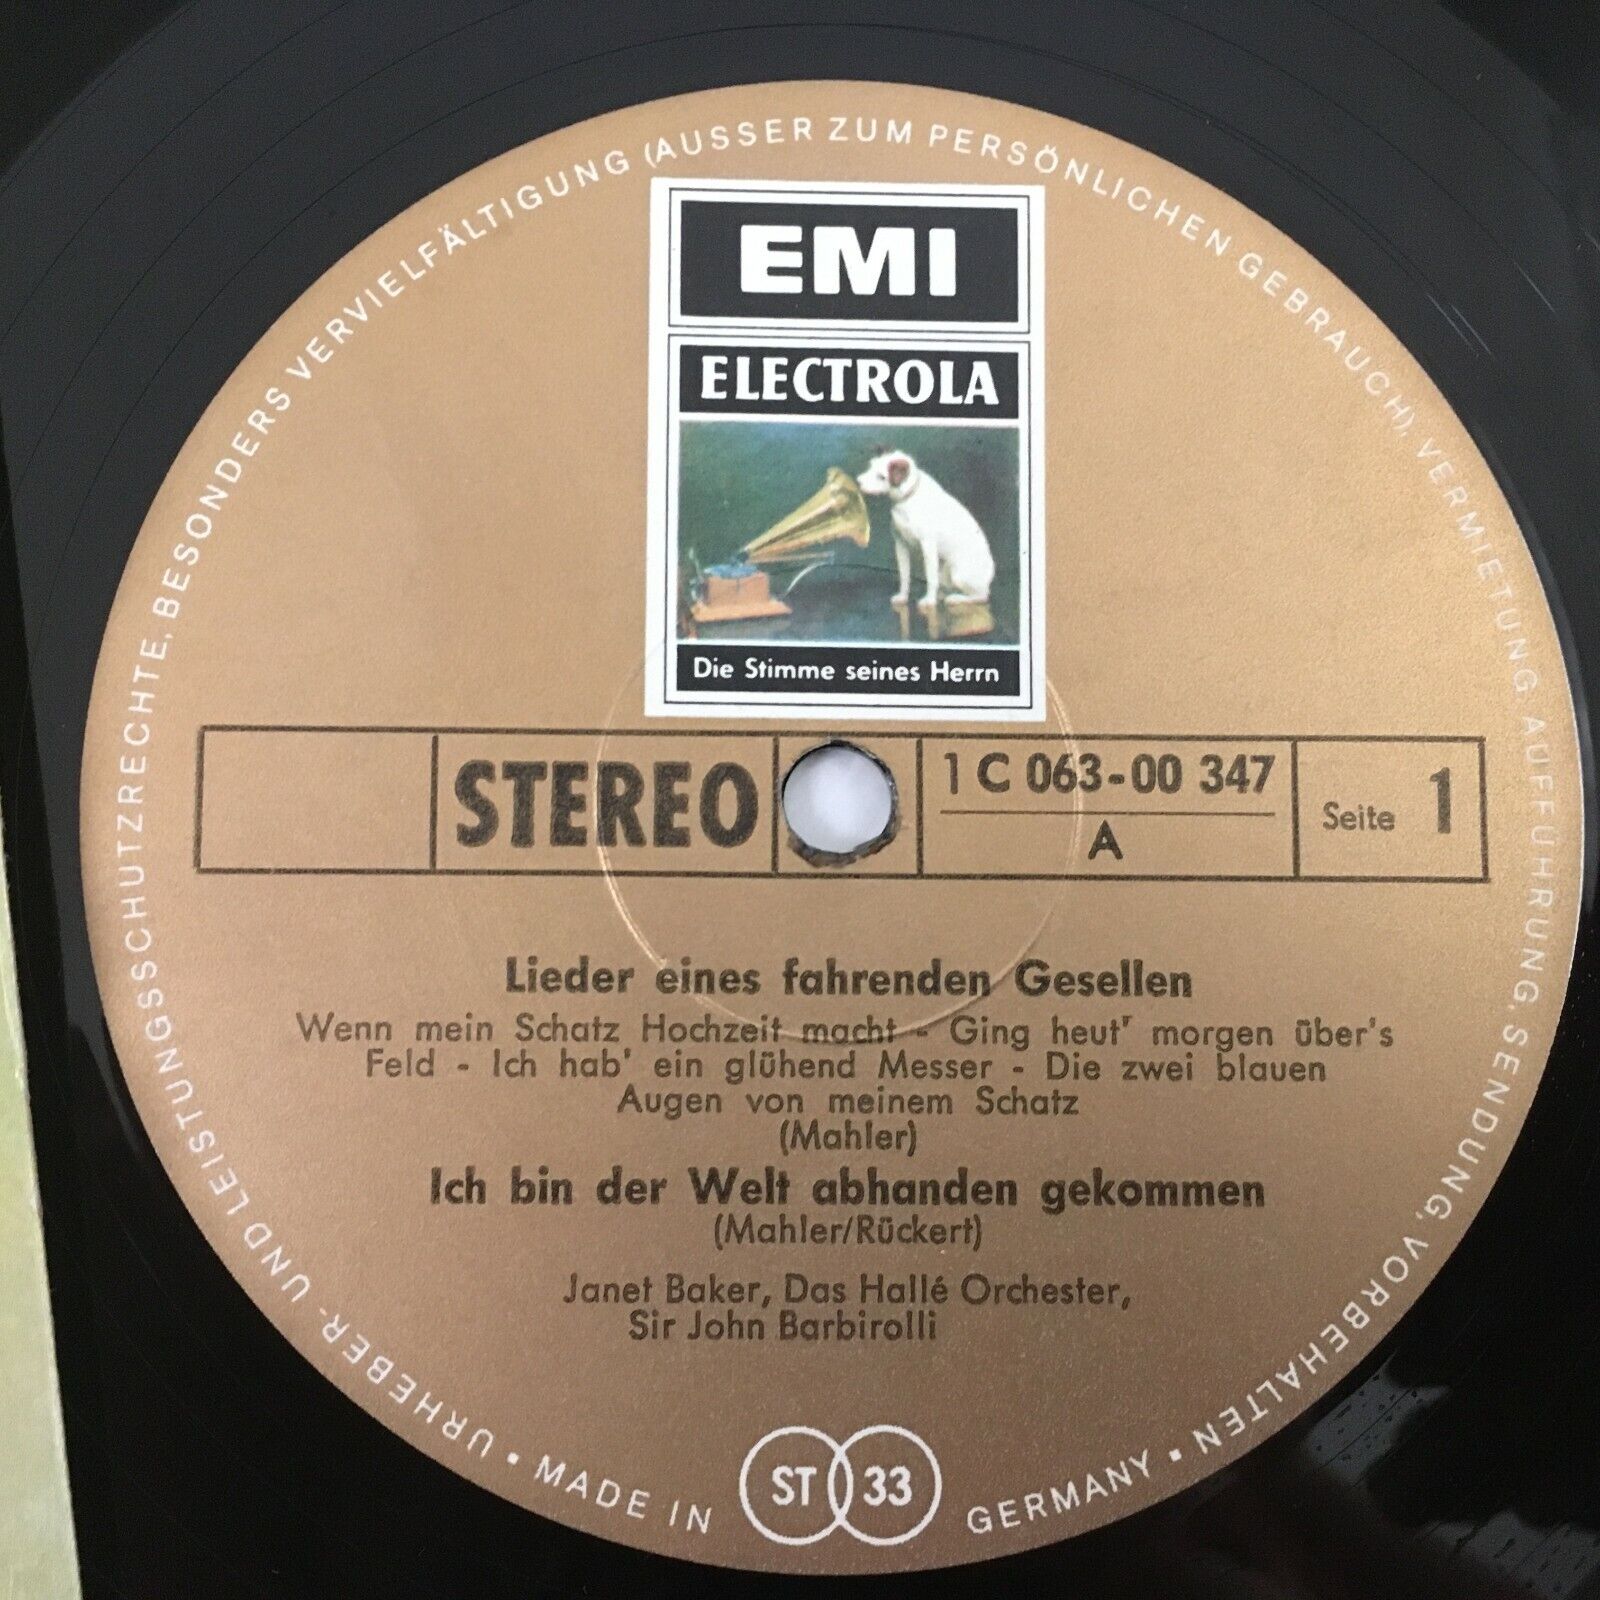 EMI
ELECTROLA
Die Stimme seines Herrn
STEREO
1 C 063-00 347
A
Seite 1
Lieder eines fahrenden Gesellen
Wenn mein Schatz Hochzeit macht - Ging heut' morgen über's
Feld - Ich hab' ein glühend Messer - Die zwei blauen
Augen von meinem Schatz
(Mahler)
Ich bin der Welt abhanden gekommen
(Mahler/Rückert)
Janet Baker, Das Hallé Orchester,
Sir John Barbirolli
ST 33
URHEBER- UND LEISTUNGSSCHUTZRECHTE, BESONDERS VERVIELFÄLTIGUNG (AUSSER ZUM PERSÖNLICHEN GEBRAUCH), VERMIETUNG, AUFFÜHRUNG, SENDUNG, VORBEHALTEN •
MADE IN GERMANY •